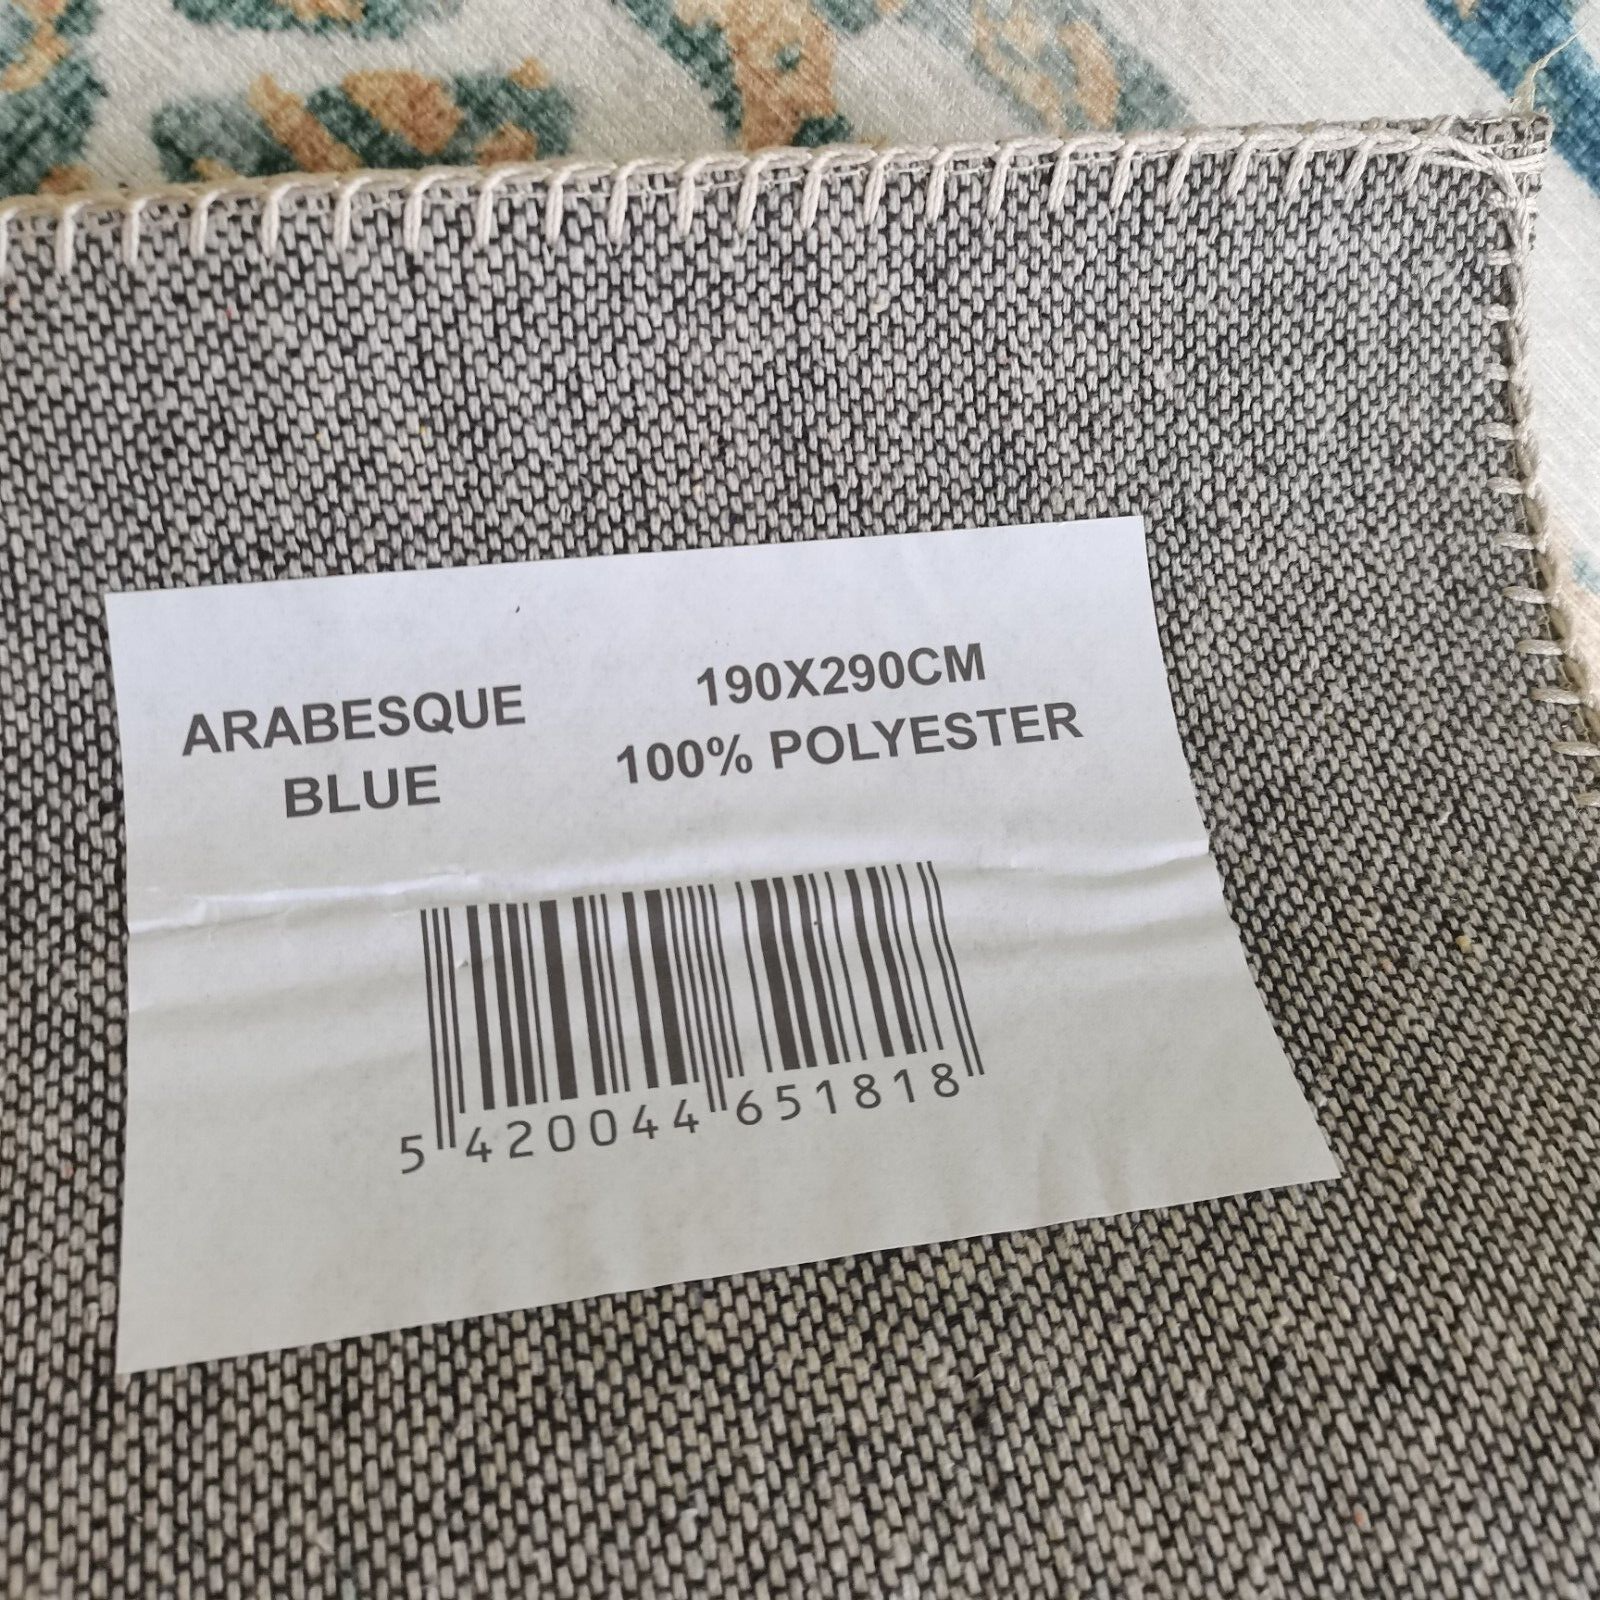 ARABESQUE
BLUE
190X290CM
100% POLYESTER
5 420044 651818